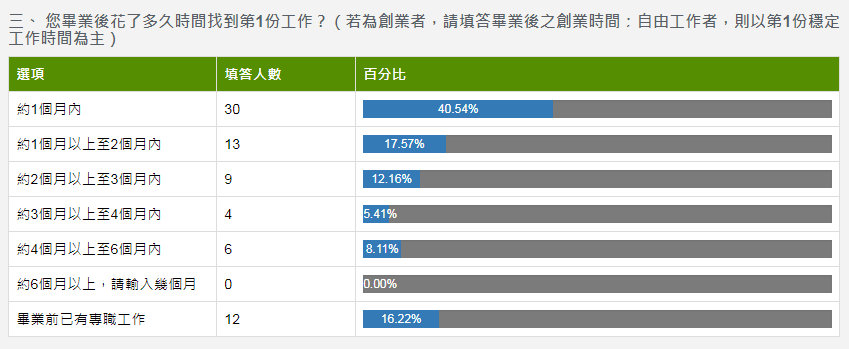 三、 您畢業後花了多久時間找到第1份工作？（若為創業者，請填答畢業後之創業時間：自由工作者，則以第1份穩定
工作時間為主）
選項 填答人數 百分比
約1個月內 30 40.54%
約1個月以上至2個月內 13 17.57%
約2個月以上至3個月內 9 12.16%
約3個月以上至4個月內 4 5.41%
約4個月以上至6個月內 6 8.11%
約6個月以上，請輸入幾個月 0 0.00%
畢業前已有專職工作 12 16.22%